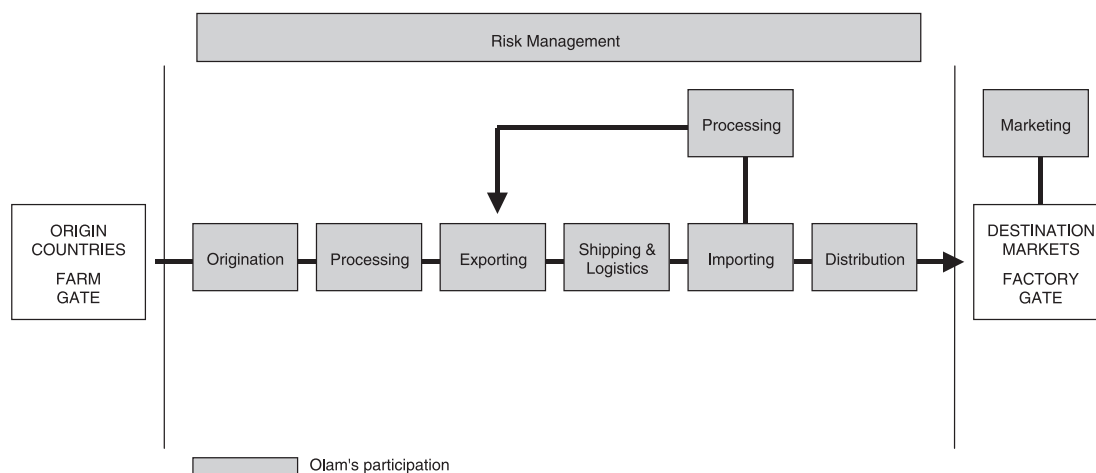 Risk Management
Processing
Marketing
ORIGIN
COUNTRIES
FARM
GATE
Origination
Processing
Exporting
Shipping &
Logistics
Importing
Distribution
DESTINATION
MARKETS
FACTORY
GATE
Olam's participation